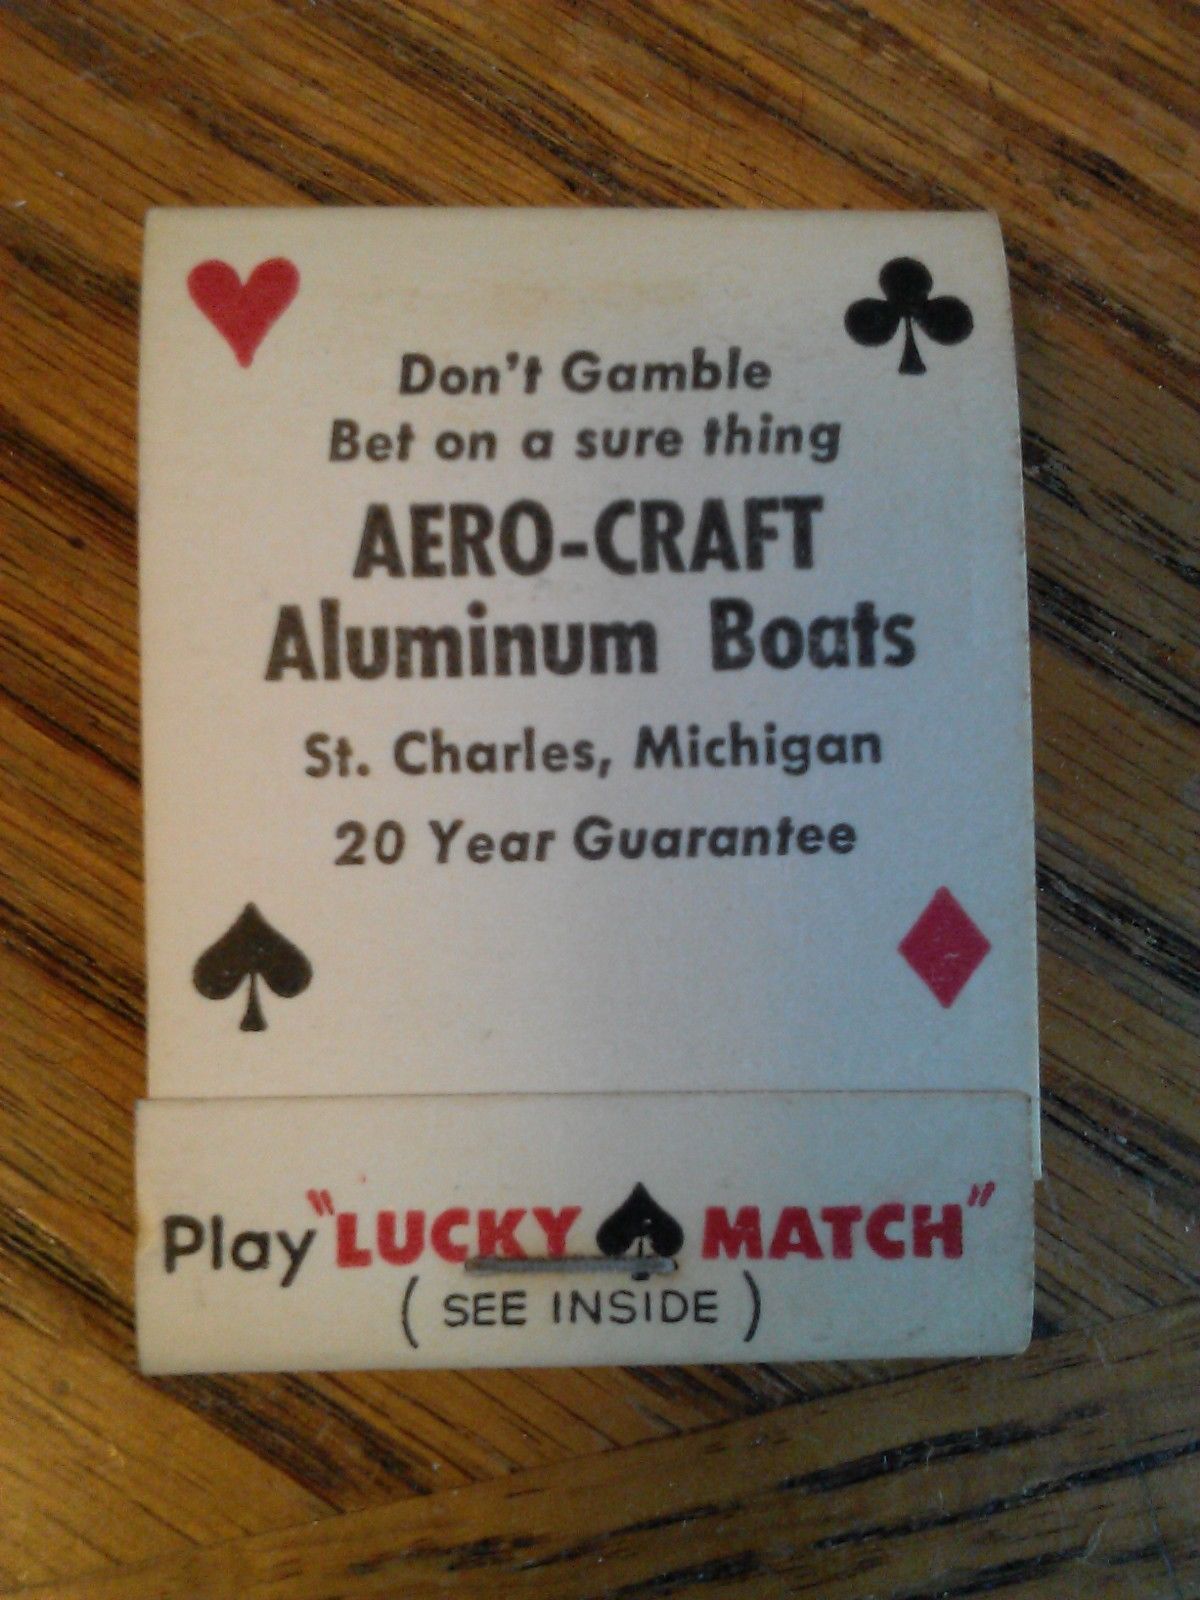 Don't Gamble
Bet on a sure thing
AERO-CRAFT
Aluminum Boats
St. Charles, Michigan
20 Year Guarantee
Play "LUCKY MATCH"
( SEE INSIDE )